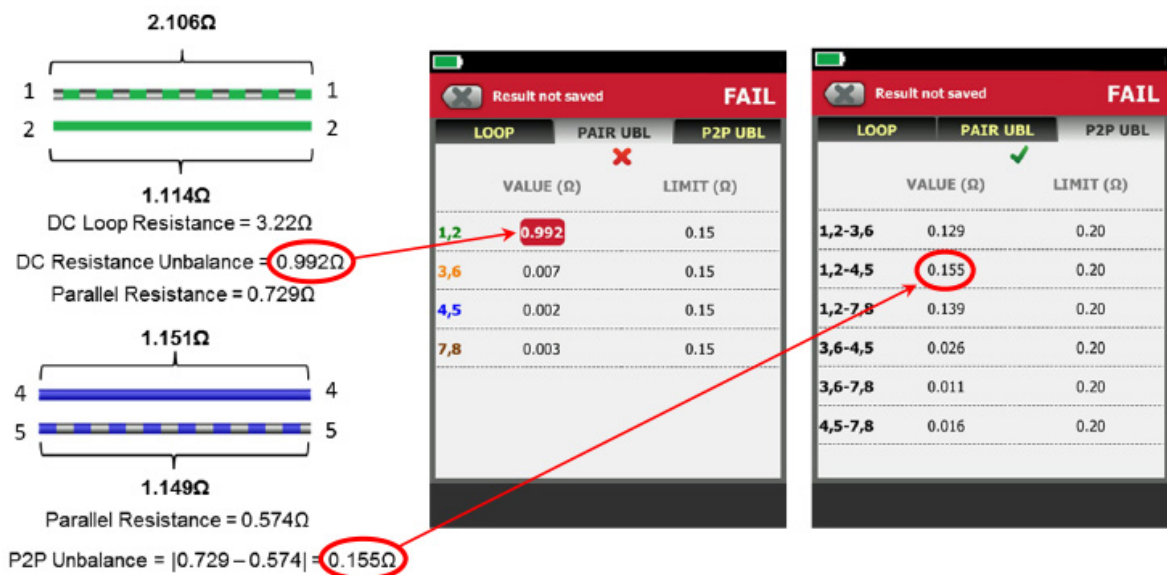 2.106Ω
1 1
2 2
1.114Ω
DC Loop Resistance = 3.22Ω
DC Resistance Unbalance = 0.992Ω
Parallel Resistance = 0.729Ω
1.151Ω
4 4
5 5
1.149Ω
Parallel Resistance = 0.574Ω
P2P Unbalance = |0.729 – 0.574| = 0.155Ω
Result not saved FAIL
LOOP PAIR UBL P2P UBL
VALUE (Ω) LIMIT (Ω)
1,2 0.992 0.15
3,6 0.007 0.15
4,5 0.002 0.15
7,8 0.003 0.15
Result not saved FAIL
LOOP PAIR UBL P2P UBL
VALUE (Ω) LIMIT (Ω)
1,2-3,6 0.129 0.20
1,2-4,5 0.155 0.20
1,2-7,8 0.139 0.20
3,6-4,5 0.026 0.20
3,6-7,8 0.011 0.20
4,5-7,8 0.016 0.20